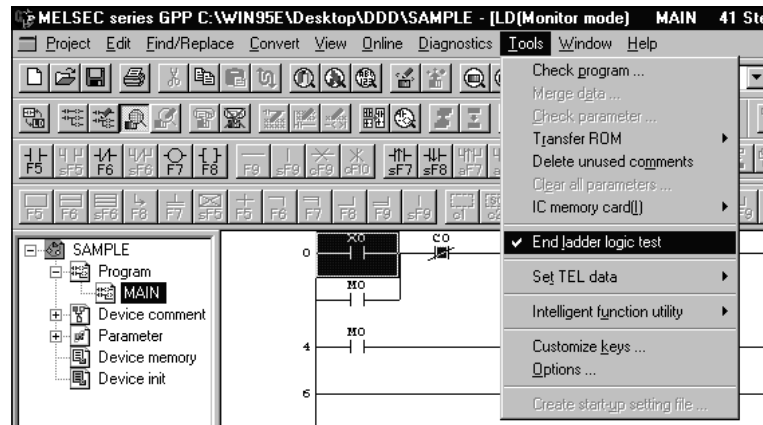 MELSEC series GPP C:\WIN95E\Desktop\DDD\SAMPLE - [LD(Monitor mode) MAIN 41 Ste
Project Edit Find/Replace Convert View Online Diagnostics Tools Window Help
F5 sF5 F6 sF6 F7 F8 F9 sF9 cF9 cF10 sF7 sF8 aF7
F5 F6 sF6 F8 F7 sF5 F5 F6 F7 F8 F9 sF9 c1
Check program ...
Merge data ...
Check parameter ...
Transfer ROM
Delete unused comments
Clear all parameters ...
IC memory card(I)
End ladder logic test
Set TEL data
Intelligent function utility
Customize keys ...
Options ...
Create start-up setting file ...
SAMPLE
Program
MAIN
Device comment
Parameter
Device memory
Device init
X0 C0
0
M0
M0
4
6